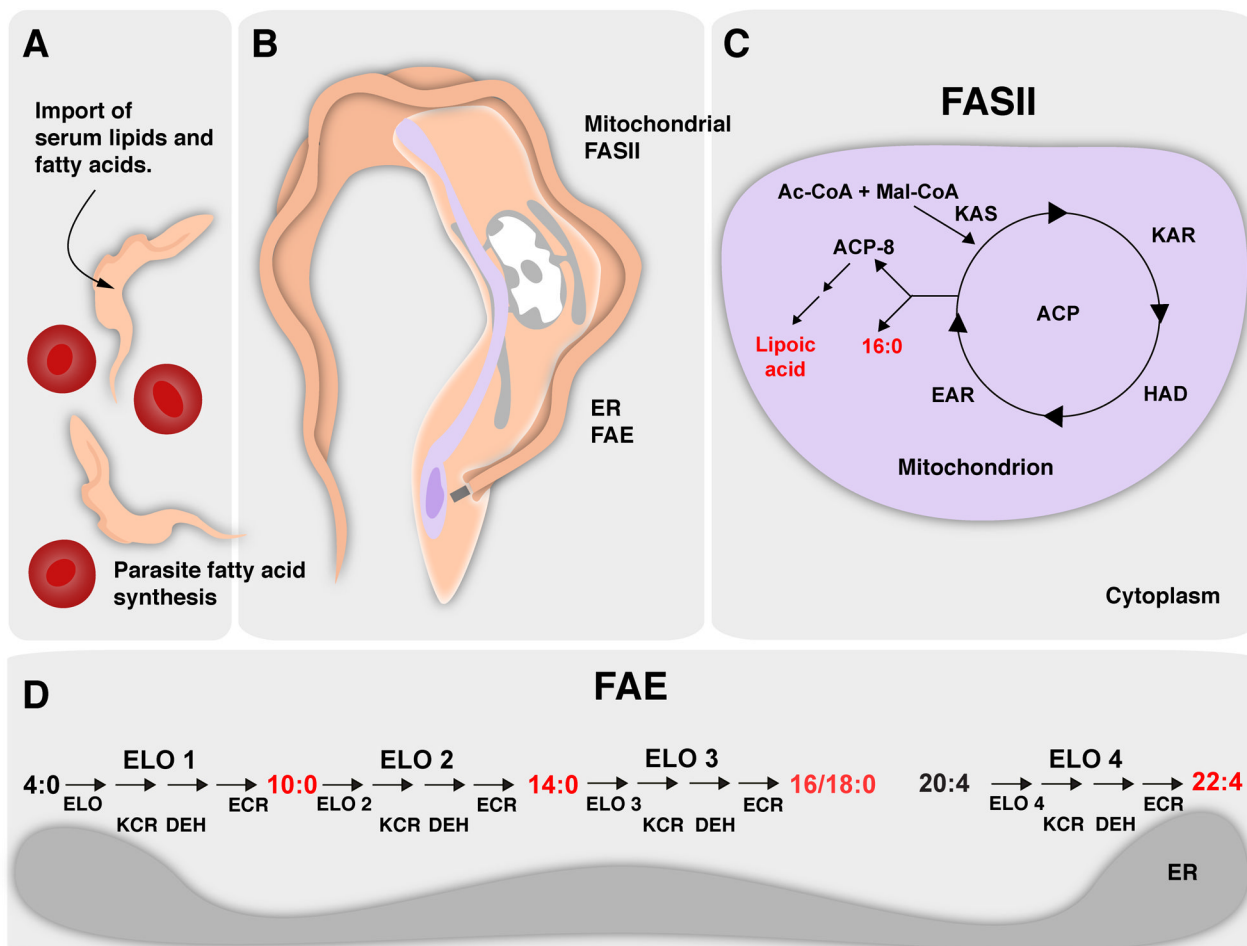 A
Import of
serum lipids and
fatty acids.
Parasite fatty acid
synthesis
B
Mitochondrial
FASII
ER
FAE
C
FASII
Ac-CoA + Mal-CoA
KAS
KAR
ACP-8
ACP
Lipoic
acid
16:0
EAR
HAD
Mitochondrion
Cytoplasm
D
FAE
ELO 1 ELO 2 ELO 3 ELO 4
4:0 10:0 14:0 16/18:0 20:4 22:4
ELO ECR ELO 2 ECR ELO 3 ECR ELO 4 ECR
KCR DEH KCR DEH KCR DEH KCR DEH
ER